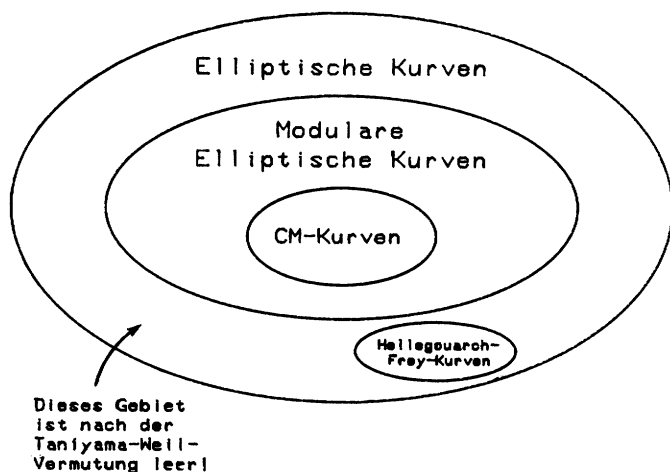 Elliptische Kurven
Modulare
Elliptische Kurven
CM-Kurven
Hellegouarch-
Frey-Kurven
Dieses Gebiet
ist nach der
Taniyama-Weil-
Vermutung leer!